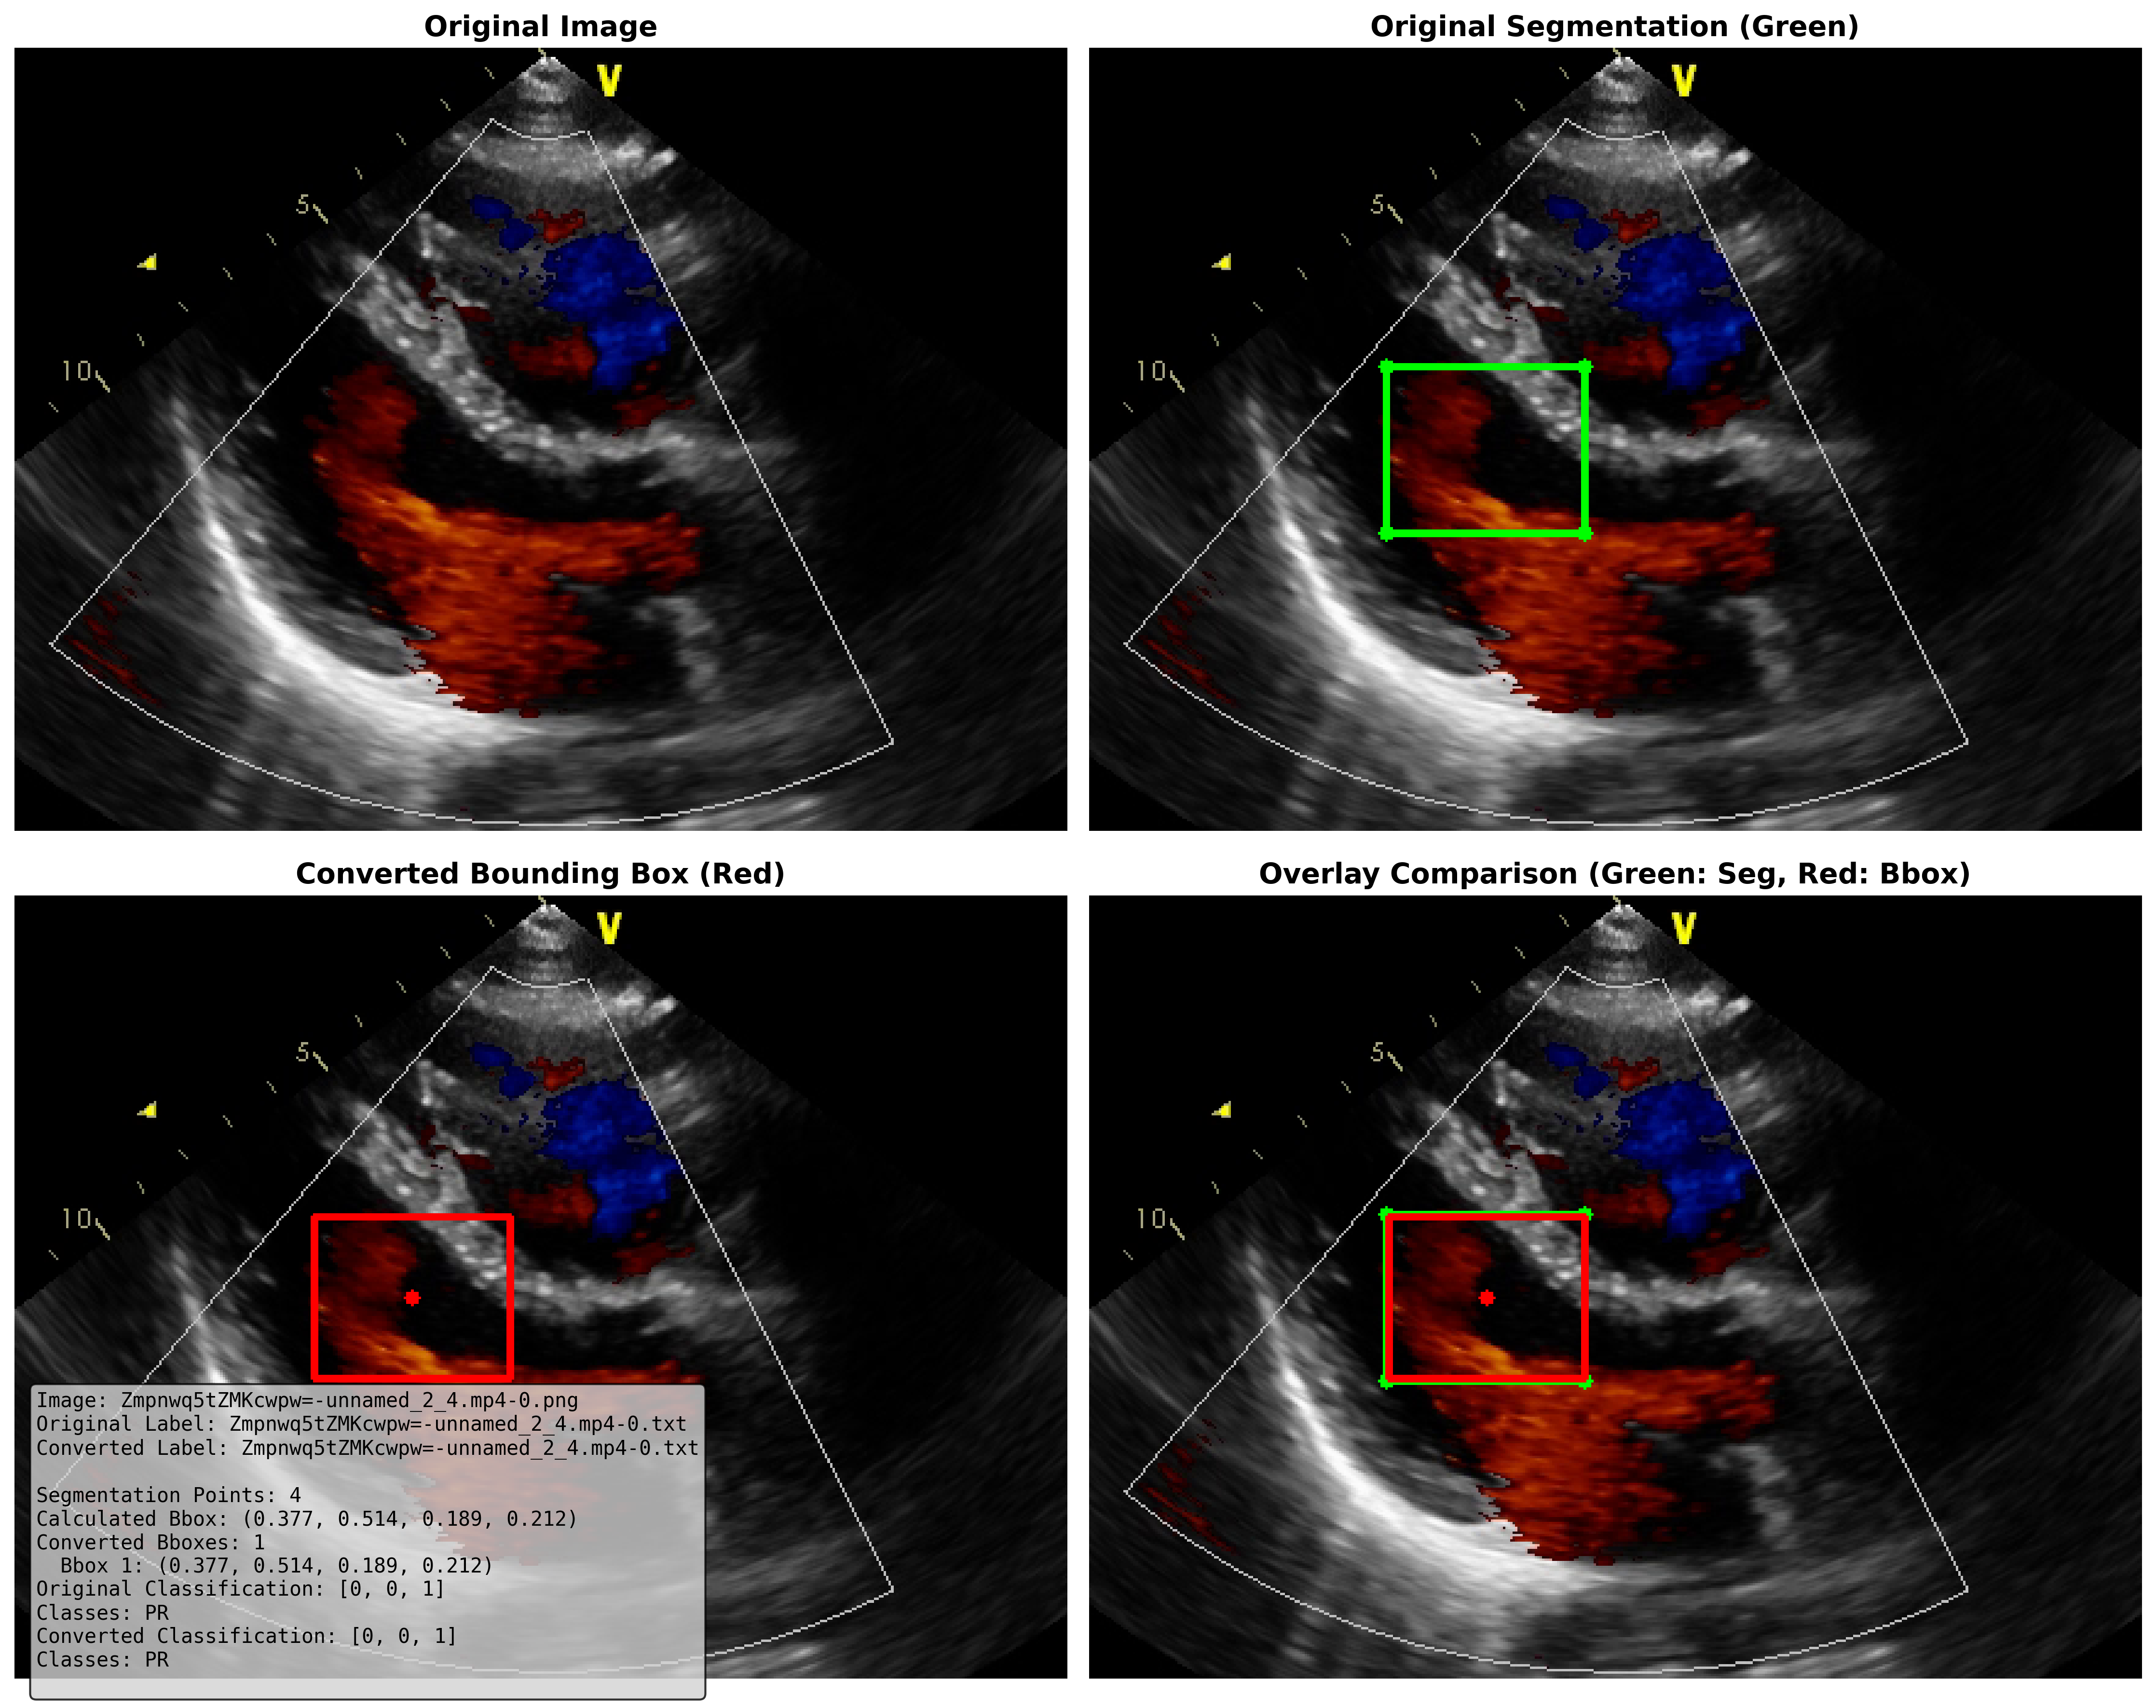 Original Image
Original Segmentation (Green)
V
5
10
V
5
10
Converted Bounding Box (Red)
Overlay Comparison (Green: Seg, Red: Bbox)
V
5
10
V
5
10
Image: Zmpnwq5tZMKcwpw=-unnamed_2_4.mp4-0.png
Original Label: Zmpnwq5tZMKcwpw=-unnamed_2_4.mp4-0.txt
Converted Label: Zmpnwq5tZMKcwpw=-unnamed_2_4.mp4-0.txt
Segmentation Points: 4
Calculated Bbox: (0.377, 0.514, 0.189, 0.212)
Converted Bboxes: 1
Bbox 1: (0.377, 0.514, 0.189, 0.212)
Original Classification: [0, 0, 1]
Classes: PR
Converted Classification: [0, 0, 1]
Classes: PR